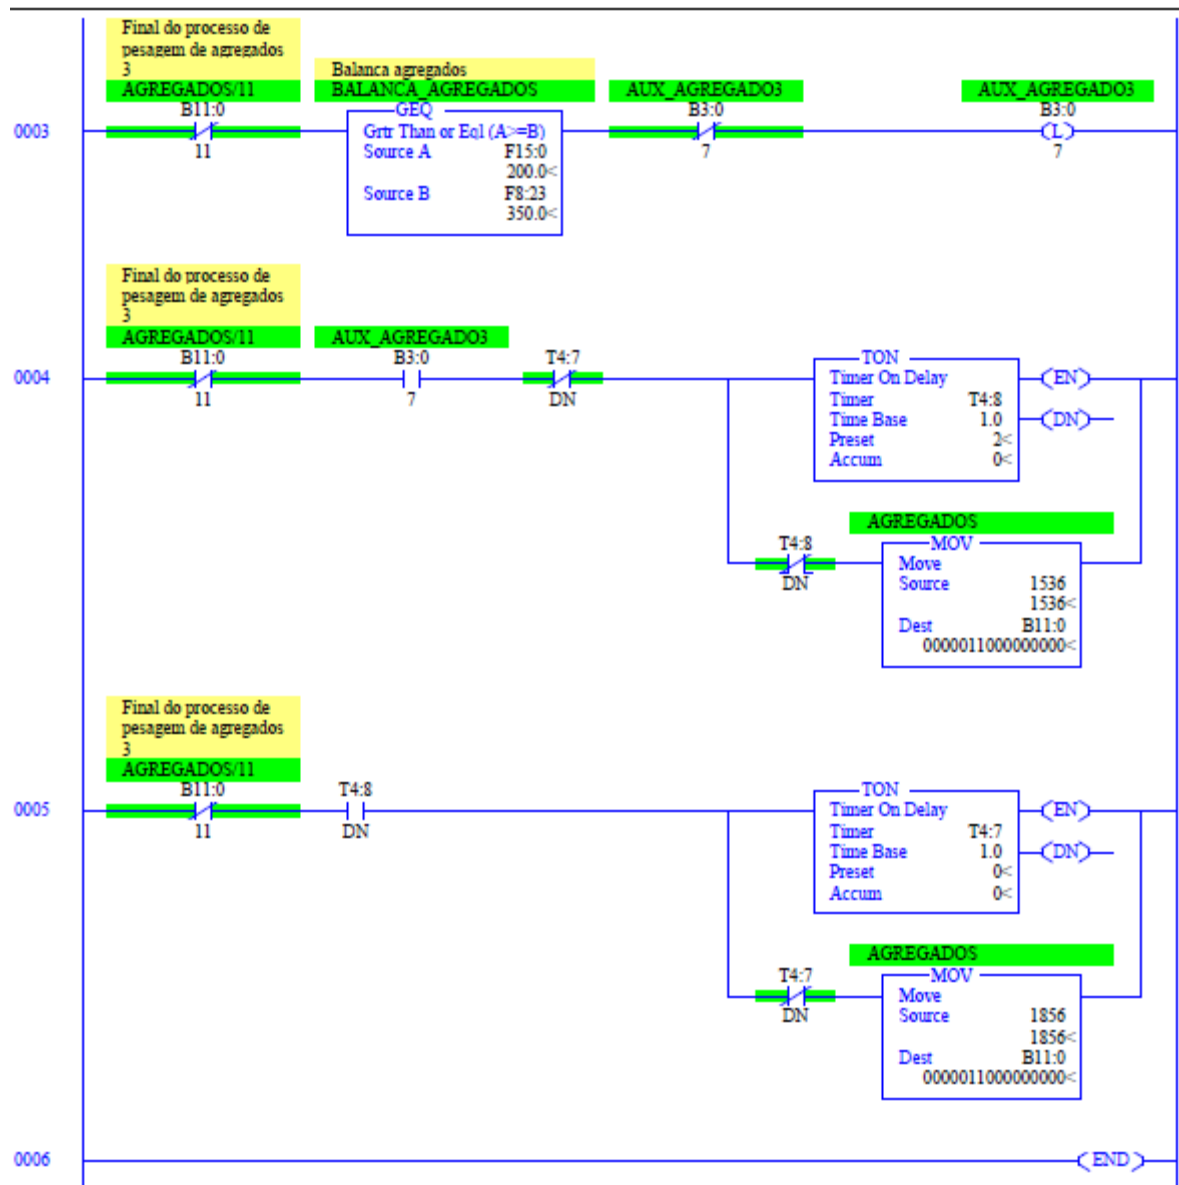 Final do processo de
pesagem de agregados
3
Balanca agregados
AGREGADOS/11
BALANCA_AGREGADOS
AUX_AGREGADO3
AUX_AGREGADO3
B11:0
GEQ
B3:0
B3:0
0003
Grtr Than or Eql (A>=B)
(L)
11
Source A F15:0
7
7
200.0<
Source B F8:23
350.0<
Final do processo de
pesagem de agregados
3
AGREGADOS/11
AUX_AGREGADO3
B11:0
B3:0
T4:7
TON
0004
Timer On Delay
EN
11
7
DN
Timer T4:8
Time Base 1.0
DN
Preset 2<
Accum 0<
AGREGADOS
T4:8
MOV
Move
DN
Source 1536
1536<
Dest B11:0
0000011000000000<
Final do processo de
pesagem de agregados
3
AGREGADOS/11
B11:0
T4:8
TON
0005
Timer On Delay
EN
11
DN
Timer T4:7
Time Base 1.0
DN
Preset 0<
Accum 0<
AGREGADOS
T4:7
MOV
Move
DN
Source 1856
1856<
Dest B11:0
0000011000000000<
0006
END